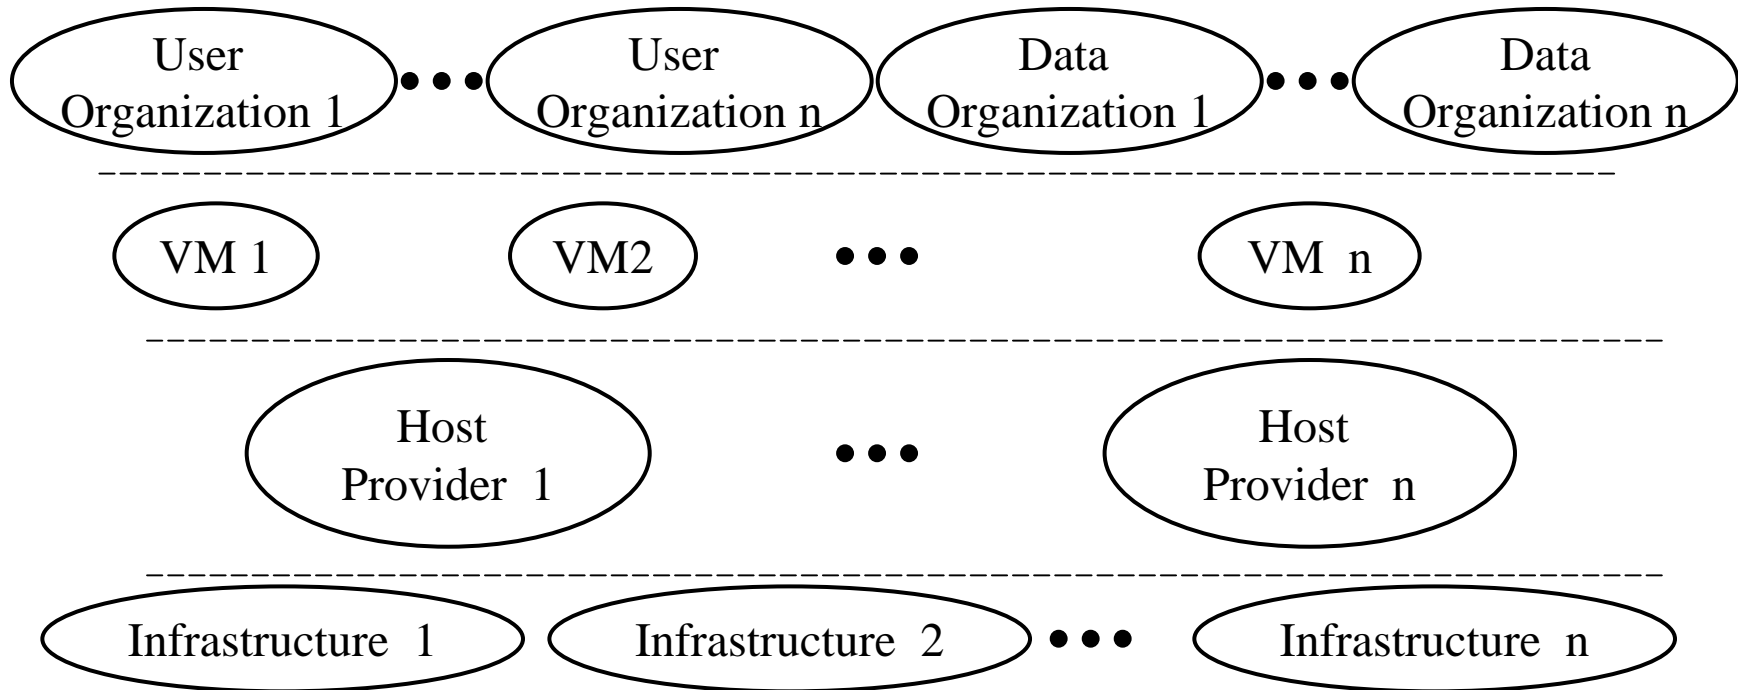 User
Organization 1
User
Organization n
Data
Organization 1
Data
Organization n
VM 1
VM2
VM n
Host
Provider 1
Host
Provider n
Infrastructure 1
Infrastructure 2
Infrastructure n